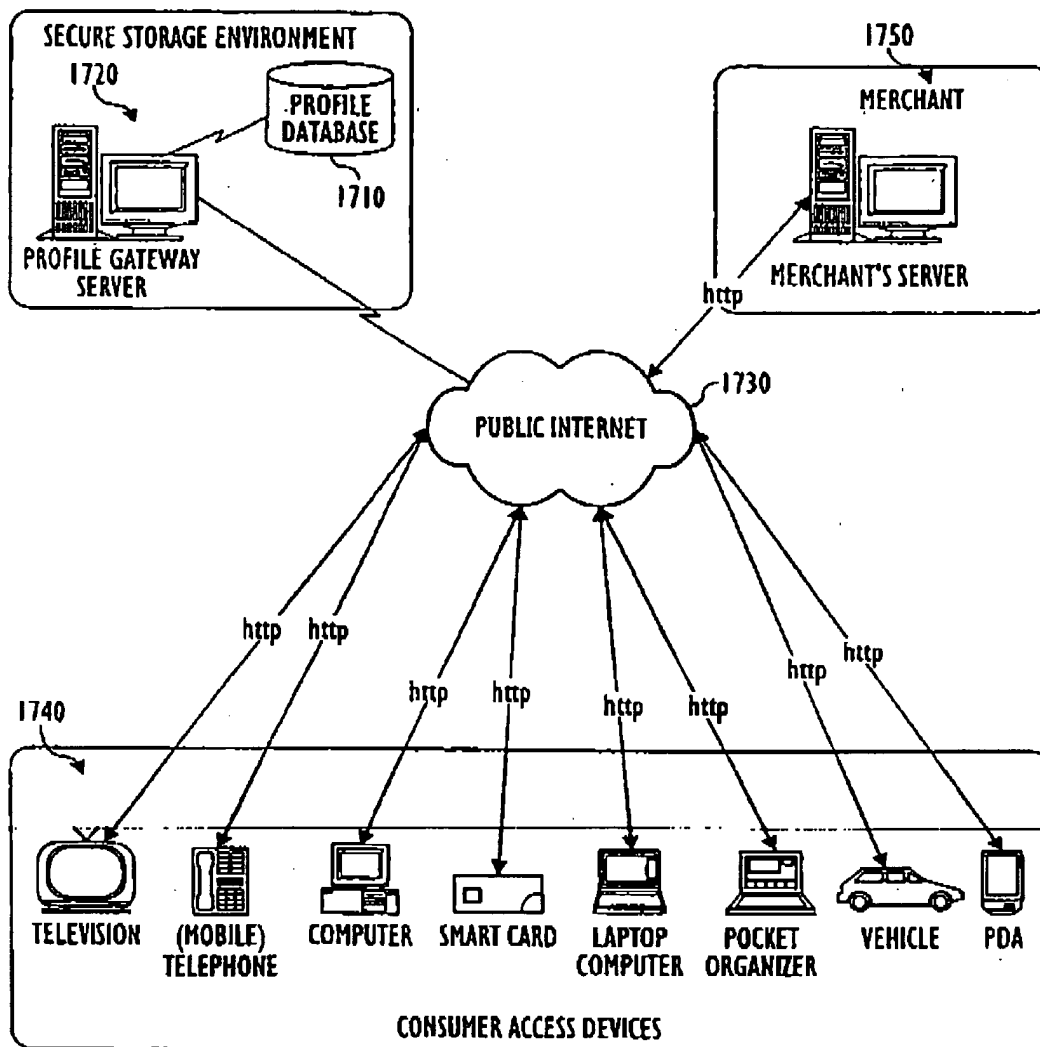 SECURE STORAGE ENVIRONMENT
1720
PROFILE
DATABASE
1710
PROFILE GATEWAY
SERVER
1750
MERCHANT
MERCHANT'S SERVER
http
1730
PUBLIC INTERNET
http
http
http
http
http
http
http
http
1740
TELEVISION
(MOBILE)
TELEPHONE
COMPUTER
SMART CARD
LAPTOP
COMPUTER
POCKET
ORGANIZER
VEHICLE
PDA
CONSUMER ACCESS DEVICES